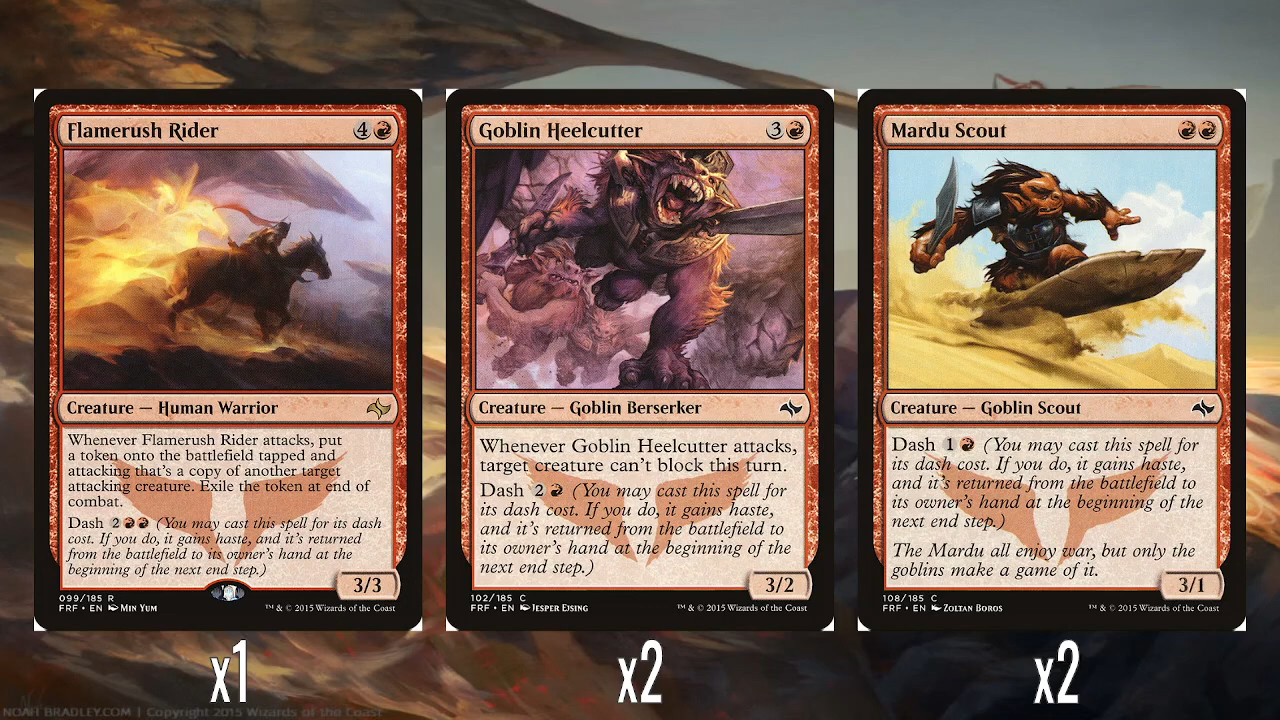 Flamerush Rider 4
Whenever Flamerush Rider attacks, put
a token onto the battlefield tapped and
attacking that's a copy of another target
attacking creature. Exile the token at end of
combat.
Dash 2 (You may cast this spell for its dash
cost. If you do, it gains haste, and it's returned
from the battlefield to its owner's hand at the
beginning of the next end step.)
Creature — Human Warrior
3/3
099/185 R
FRF • EN Min Yum
™ & © 2015 Wizards of the Coast
x1
Goblin Heelcutter 3
Creature — Goblin Berserker
Whenever Goblin Heelcutter attacks,
target creature can't block this turn.
Dash 2 (You may cast this spell for
its dash cost. If you do, it gains haste,
and it's returned from the battlefield to
its owner's hand at the beginning of the
next end step.)
3/2
102/185 C
FRF • EN Jesper Ejsing
™ & © 2015 Wizards of the Coast
x2
Mardu Scout
Creature — Goblin Scout
Dash 1 (You may cast this spell for
its dash cost. If you do, it gains haste,
and it's returned from the battlefield to
its owner's hand at the beginning of the
next end step.)
The Mardu all enjoy war, but only the
goblins make a game of it.
3/1
108/185 C
FRF • EN Zoltan Boros
™ & © 2015 Wizards of the Coast
x2
NOAH BRADLEY.COM | Copyright 2015 Wizards of the Coast